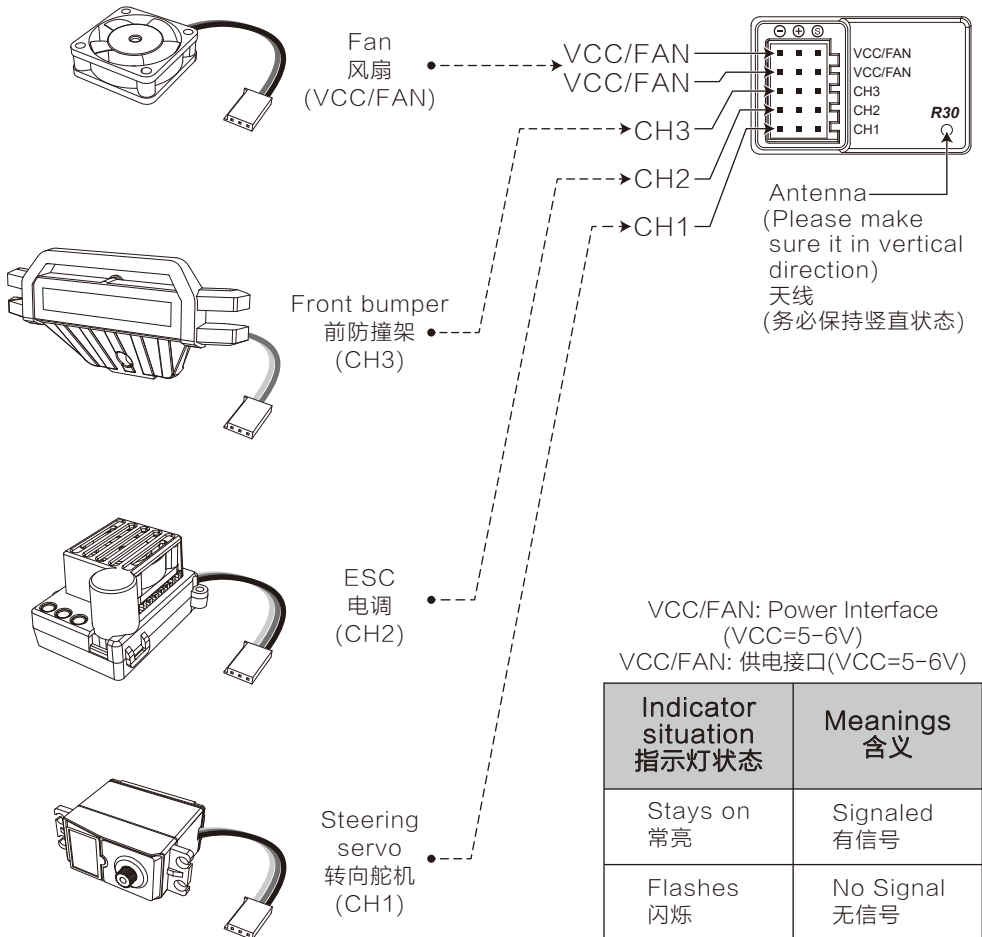 Fan
风扇
(VCC/FAN)
VCC/FAN
VCC/FAN
CH3
CH2
CH1
⊖ ⊕ Ⓢ
VCC/FAN
VCC/FAN
CH3
CH2
CH1
R30
Antenna
(Please make
sure it in vertical
direction)
天线
(务必保持竖直状态)
Front bumper
前防撞架
(CH3)
ESC
电调
(CH2)
Steering
servo
转向舵机
(CH1)
VCC/FAN: Power Interface
(VCC=5-6V)
VCC/FAN: 供电接口(VCC=5-6V)
Indicator
situation
指示灯状态
Meanings
含义
Stays on
常亮
Signaled
有信号
Flashes
闪烁
No Signal
无信号